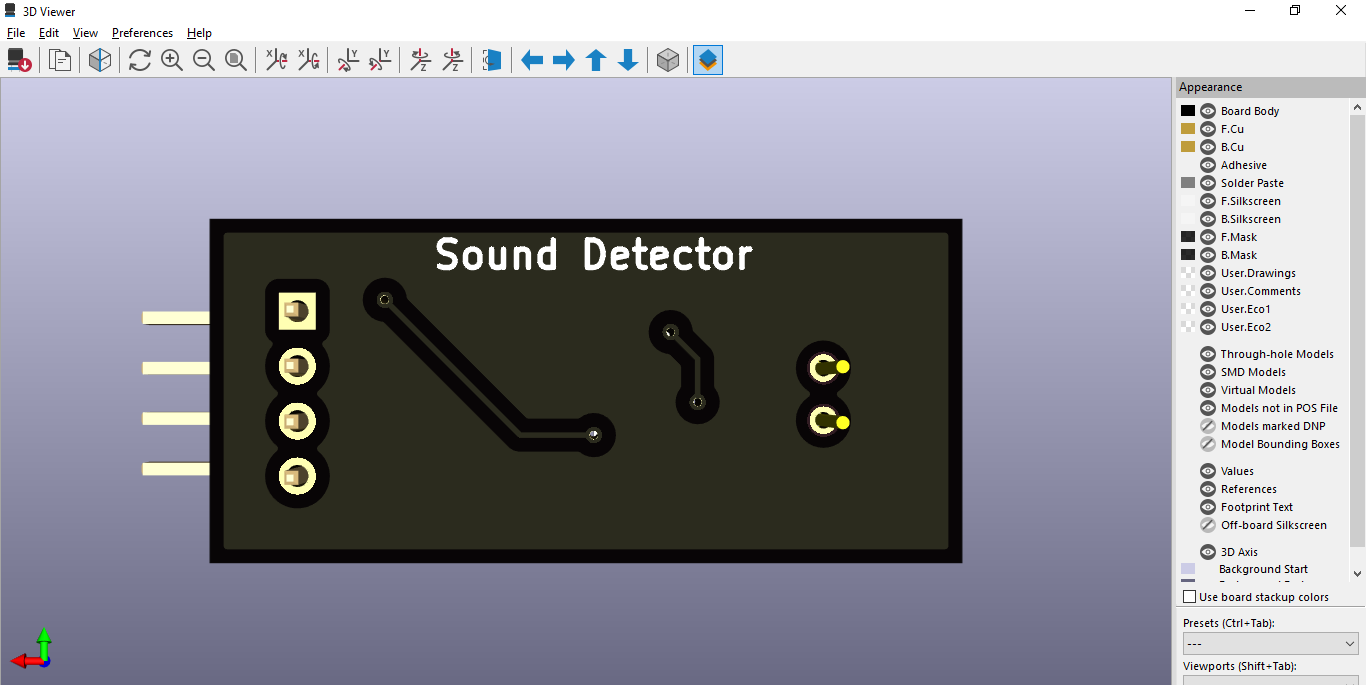 3D Viewer
File Edit View Preferences Help
X X Y Y Z Z
Appearance
Board Body
F.Cu
B.Cu
Adhesive
Solder Paste
F.Silkscreen
B.Silkscreen
F.Mask
B.Mask
User.Drawings
User.Comments
User.Eco1
User.Eco2
Through-hole Models
SMD Models
Virtual Models
Models not in POS File
Models marked DNP
Model Bounding Boxes
Values
References
Footprint Text
Off-board Silkscreen
3D Axis
Background Start
Use board stackup colors
Presets (Ctrl+Tab):
---
Viewports (Shift+Tab):
Sound Detector